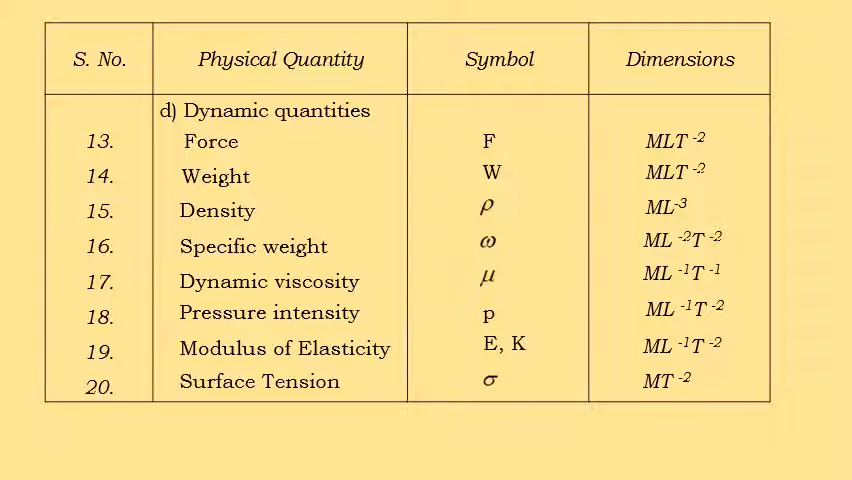 S. No. Physical Quantity Symbol Dimensions
d) Dynamic quantities
13. Force F MLT⁻²
14. Weight W MLT⁻²
15. Density ρ ML⁻³
16. Specific weight ω ML⁻²T⁻²
17. Dynamic viscosity μ ML⁻¹T⁻¹
18. Pressure intensity p ML⁻¹T⁻²
19. Modulus of Elasticity E, K ML⁻¹T⁻²
20. Surface Tension σ MT⁻²